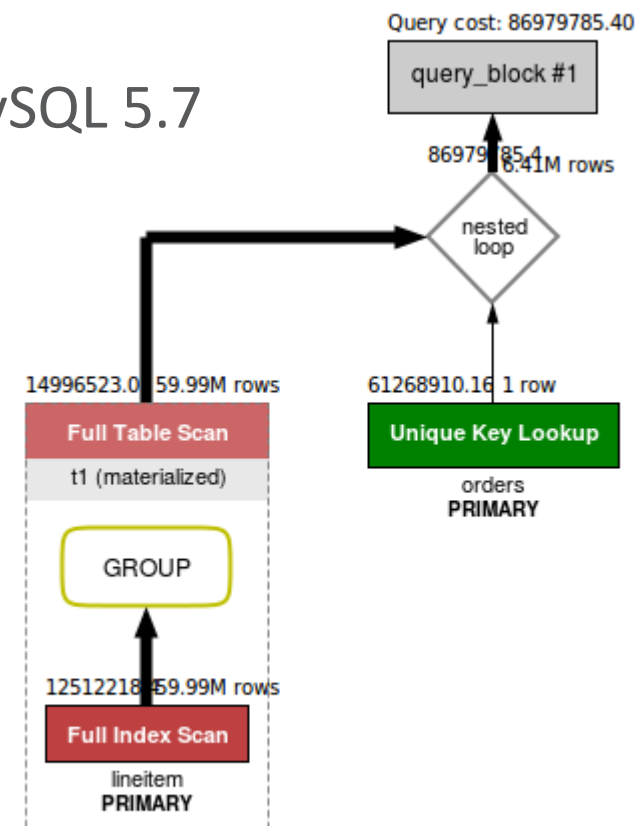 Query cost: 86979785.40
query_block #1
ySQL 5.7
86979785.4
6.41M rows
nested
loop
14996523.0 59.99M rows
61268910.16 1 row
Full Table Scan
Unique Key Lookup
t1 (materialized)
orders
PRIMARY
GROUP
59.99M rows
Full Index Scan
lineitem
PRIMARY